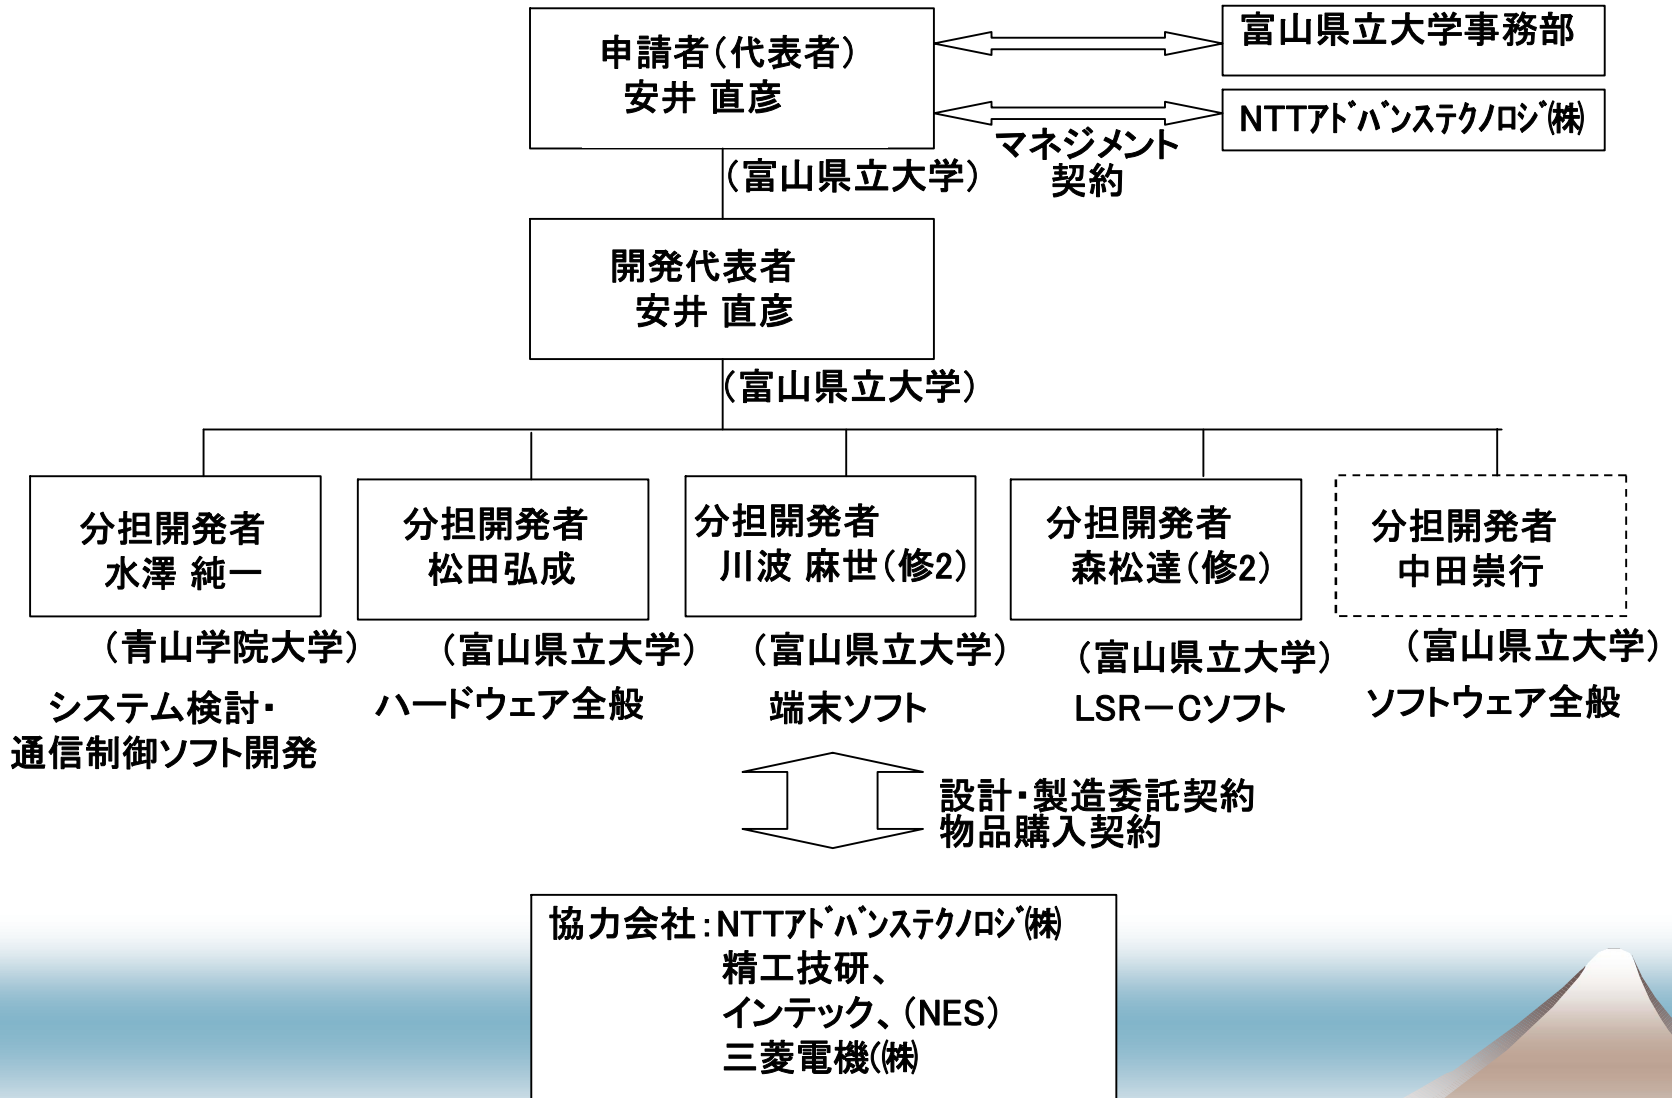 申請者（代表者）
安井 直彦
富山県立大学事務部
NTTｱﾄﾞﾊﾞﾝｽﾃｸﾉﾛｼﾞ㈱
マネジメント
契約
（富山県立大学）
開発代表者
安井 直彦
（富山県立大学）
分担開発者
水澤 純一
（青山学院大学）
システム検討・
通信制御ソフト開発
分担開発者
松田弘成
（富山県立大学）
ハードウェア全般
分担開発者
川波 麻世（修2）
（富山県立大学）
端末ソフト
分担開発者
森松達（修2）
（富山県立大学）
LSR－Cソフト
分担開発者
中田崇行
（富山県立大学）
ソフトウェア全般
設計・製造委託契約
物品購入契約
協力会社：NTTｱﾄﾞﾊﾞﾝｽﾃｸﾉﾛｼﾞ㈱
精工技研、
インテック、（NES）
三菱電機(㈱